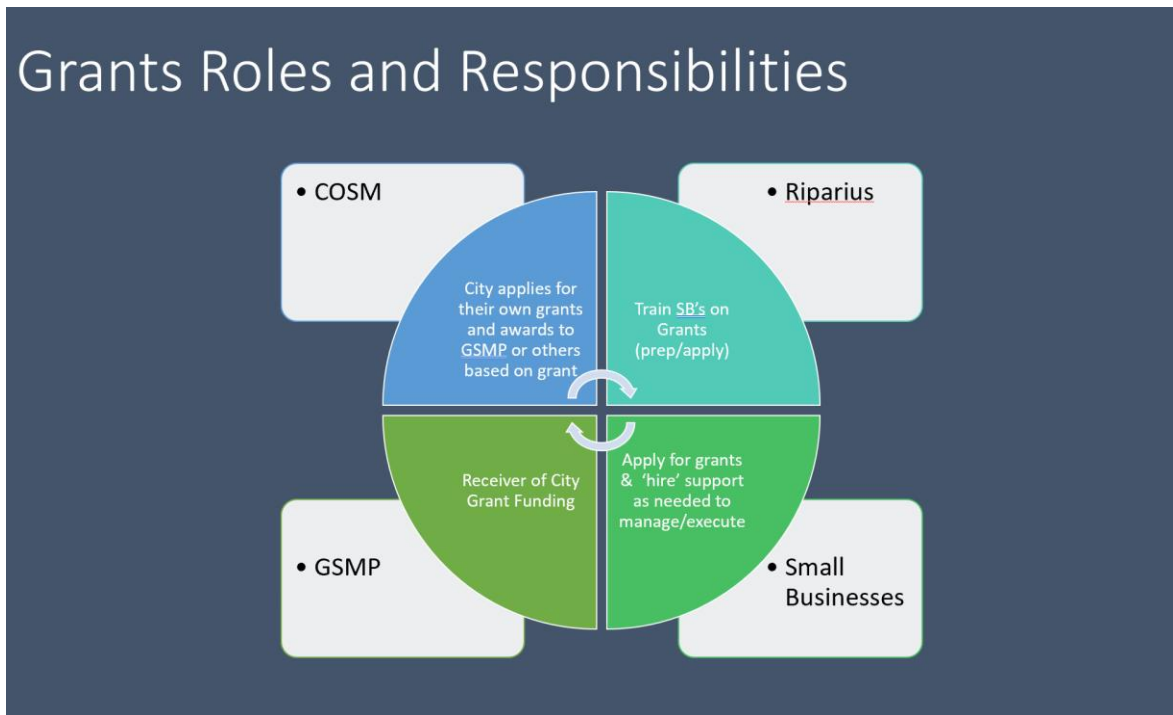 Grants Roles and Responsibilities
• COSM
• Riparius
City applies for
their own grants
and awards to
GSMP or others
based on grant
Train SB's on
Grants
(prep/apply)
Receiver of City
Grant Funding
Apply for grants
& 'hire' support
as needed to
manage/execute
• GSMP
• Small
Businesses